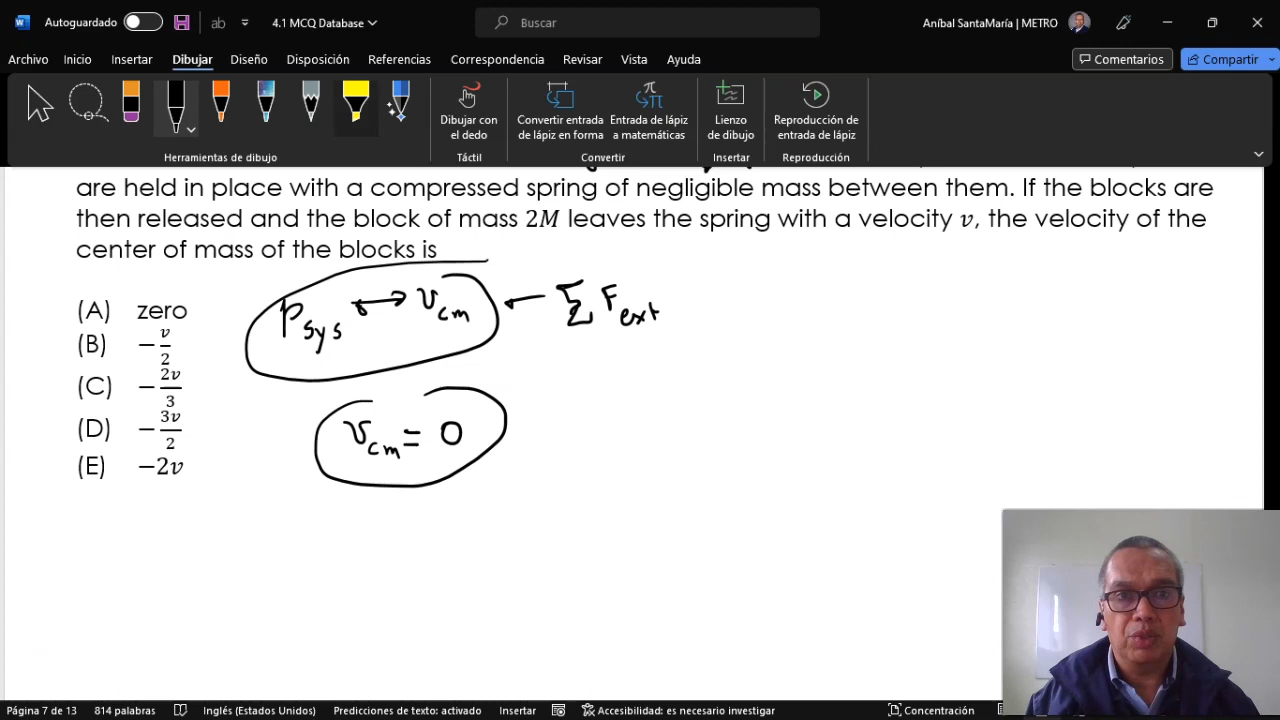 Autoguardado
ab
4.1 MCQ Database
Buscar
Aníbal SantaMaría | METRO
Archivo Inicio Insertar Dibujar Diseño Disposición Referencias Correspondencia Revisar Vista Ayuda
Comentarios Compartir
Dibujar con el dedo
Convertir entrada de lápiz en forma
Entrada de lápiz a matemáticas
Lienzo de dibujo
Reproducción de entrada de lápiz
Herramientas de dibujo Táctil Convertir Insertar Reproducción
are held in place with a compressed spring of negligible mass between them. If the blocks are
then released and the block of mass 2M leaves the spring with a velocity v, the velocity of the
center of mass of the blocks is
P_sys ↔ v_cm ← Σ F_ext
(A) zero
(B) −v/2
(C) −2v/3
(D) −3v/2
(E) −2v
v_cm = 0
Página 7 de 13 814 palabras Inglés (Estados Unidos) Predicciones de texto: activado Insertar Accesibilidad: es necesario investigar Concentración